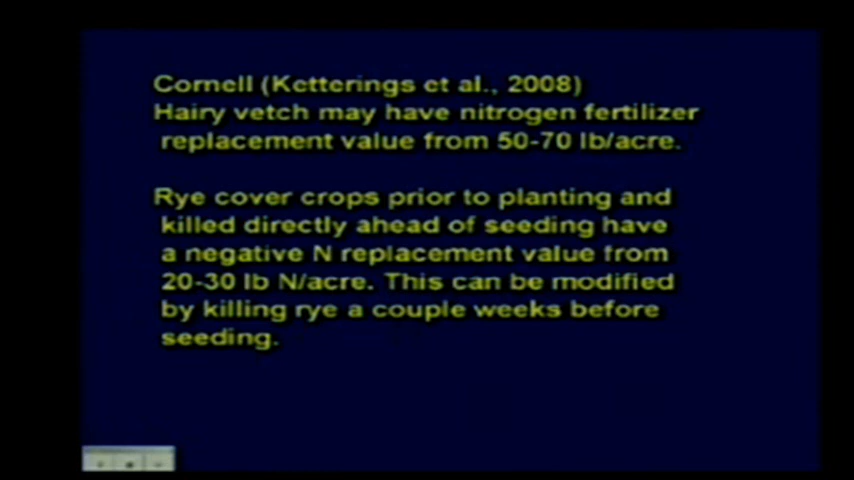 Cornell (Ketterings et al., 2008)
Hairy vetch may have nitrogen fertilizer
replacement value from 50-70 lb/acre.
Rye cover crops prior to planting and
killed directly ahead of seeding have
a negative N replacement value from
20-30 lb N/acre. This can be modified
by killing rye a couple weeks before
seeding.